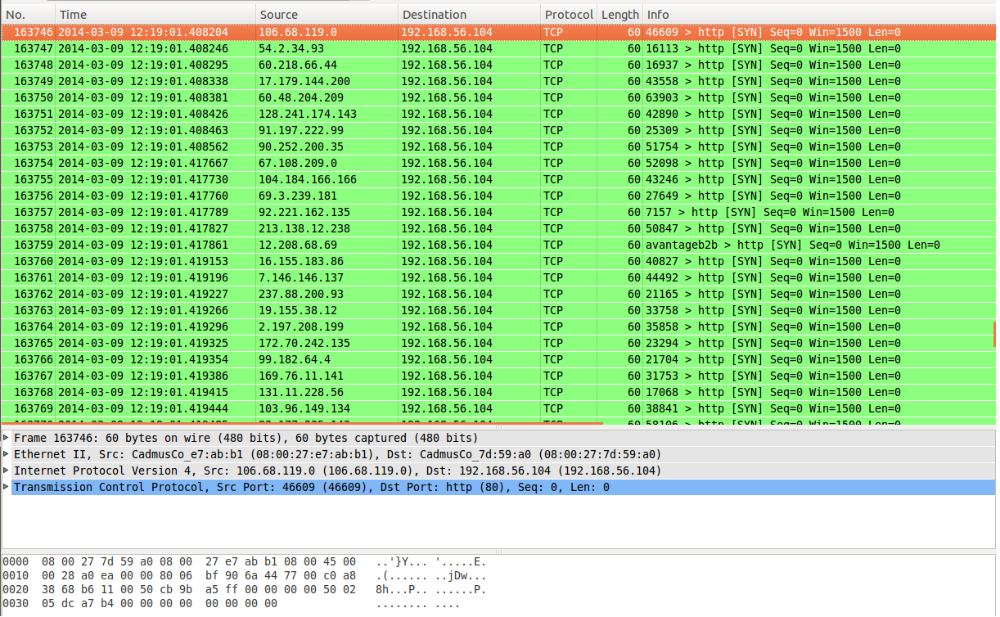 No. Time Source Destination Protocol Length Info
163746 2014-03-09 12:19:01.408204 106.68.119.0 192.168.56.104 TCP 60 46609 > http [SYN] Seq=0 Win=1500 Len=0
163747 2014-03-09 12:19:01.408246 54.2.34.93 192.168.56.104 TCP 60 16113 > http [SYN] Seq=0 Win=1500 Len=0
163748 2014-03-09 12:19:01.408295 60.218.66.44 192.168.56.104 TCP 60 16937 > http [SYN] Seq=0 Win=1500 Len=0
163749 2014-03-09 12:19:01.408338 17.179.144.200 192.168.56.104 TCP 60 43558 > http [SYN] Seq=0 Win=1500 Len=0
163750 2014-03-09 12:19:01.408381 60.48.204.209 192.168.56.104 TCP 60 63903 > http [SYN] Seq=0 Win=1500 Len=0
163751 2014-03-09 12:19:01.408426 128.241.174.143 192.168.56.104 TCP 60 42890 > http [SYN] Seq=0 Win=1500 Len=0
163752 2014-03-09 12:19:01.408463 91.197.222.99 192.168.56.104 TCP 60 25309 > http [SYN] Seq=0 Win=1500 Len=0
163753 2014-03-09 12:19:01.408562 90.252.200.35 192.168.56.104 TCP 60 51754 > http [SYN] Seq=0 Win=1500 Len=0
163754 2014-03-09 12:19:01.417667 67.108.209.0 192.168.56.104 TCP 60 52098 > http [SYN] Seq=0 Win=1500 Len=0
163755 2014-03-09 12:19:01.417730 104.184.166.166 192.168.56.104 TCP 60 43246 > http [SYN] Seq=0 Win=1500 Len=0
163756 2014-03-09 12:19:01.417760 69.3.239.181 192.168.56.104 TCP 60 27649 > http [SYN] Seq=0 Win=1500 Len=0
163757 2014-03-09 12:19:01.417789 92.221.162.135 192.168.56.104 TCP 60 7157 > http [SYN] Seq=0 Win=1500 Len=0
163758 2014-03-09 12:19:01.417827 213.138.12.238 192.168.56.104 TCP 60 50847 > http [SYN] Seq=0 Win=1500 Len=0
163759 2014-03-09 12:19:01.417861 12.208.68.69 192.168.56.104 TCP 60 avantageb2b > http [SYN] Seq=0 Win=1500 Len=0
163760 2014-03-09 12:19:01.419153 16.155.183.86 192.168.56.104 TCP 60 40827 > http [SYN] Seq=0 Win=1500 Len=0
163761 2014-03-09 12:19:01.419196 7.146.146.137 192.168.56.104 TCP 60 44492 > http [SYN] Seq=0 Win=1500 Len=0
163762 2014-03-09 12:19:01.419227 237.88.200.93 192.168.56.104 TCP 60 21165 > http [SYN] Seq=0 Win=1500 Len=0
163763 2014-03-09 12:19:01.419266 19.155.38.12 192.168.56.104 TCP 60 33758 > http [SYN] Seq=0 Win=1500 Len=0
163764 2014-03-09 12:19:01.419296 2.197.208.199 192.168.56.104 TCP 60 35858 > http [SYN] Seq=0 Win=1500 Len=0
163765 2014-03-09 12:19:01.419325 172.70.242.135 192.168.56.104 TCP 60 23294 > http [SYN] Seq=0 Win=1500 Len=0
163766 2014-03-09 12:19:01.419354 99.182.64.4 192.168.56.104 TCP 60 21704 > http [SYN] Seq=0 Win=1500 Len=0
163767 2014-03-09 12:19:01.419386 169.76.11.141 192.168.56.104 TCP 60 31753 > http [SYN] Seq=0 Win=1500 Len=0
163768 2014-03-09 12:19:01.419415 131.11.228.56 192.168.56.104 TCP 60 17068 > http [SYN] Seq=0 Win=1500 Len=0
163769 2014-03-09 12:19:01.419444 103.96.149.134 192.168.56.104 TCP 60 38841 > http [SYN] Seq=0 Win=1500 Len=0
Frame 163746: 60 bytes on wire (480 bits), 60 bytes captured (480 bits)
Ethernet II, Src: CadmusCo_e7:ab:b1 (08:00:27:e7:ab:b1), Dst: CadmusCo_7d:59:a0 (08:00:27:7d:59:a0)
Internet Protocol Version 4, Src: 106.68.119.0 (106.68.119.0), Dst: 192.168.56.104 (192.168.56.104)
Transmission Control Protocol, Src Port: 46609 (46609), Dst Port: http (80), Seq: 0, Len: 0
0000 08 00 27 7d 59 a0 08 00 27 e7 ab b1 08 00 45 00 ..'}Y... '.....E.
0010 00 28 a0 ea 00 00 80 06 bf 90 6a 44 77 00 c0 a8 .(...... ..jDw...
0020 38 68 b6 11 00 50 cb 9b a5 ff 00 00 00 00 50 02 8h...P.. ......P.
0030 05 dc a7 b4 00 00 00 00 00 00 00 00 ........ ....